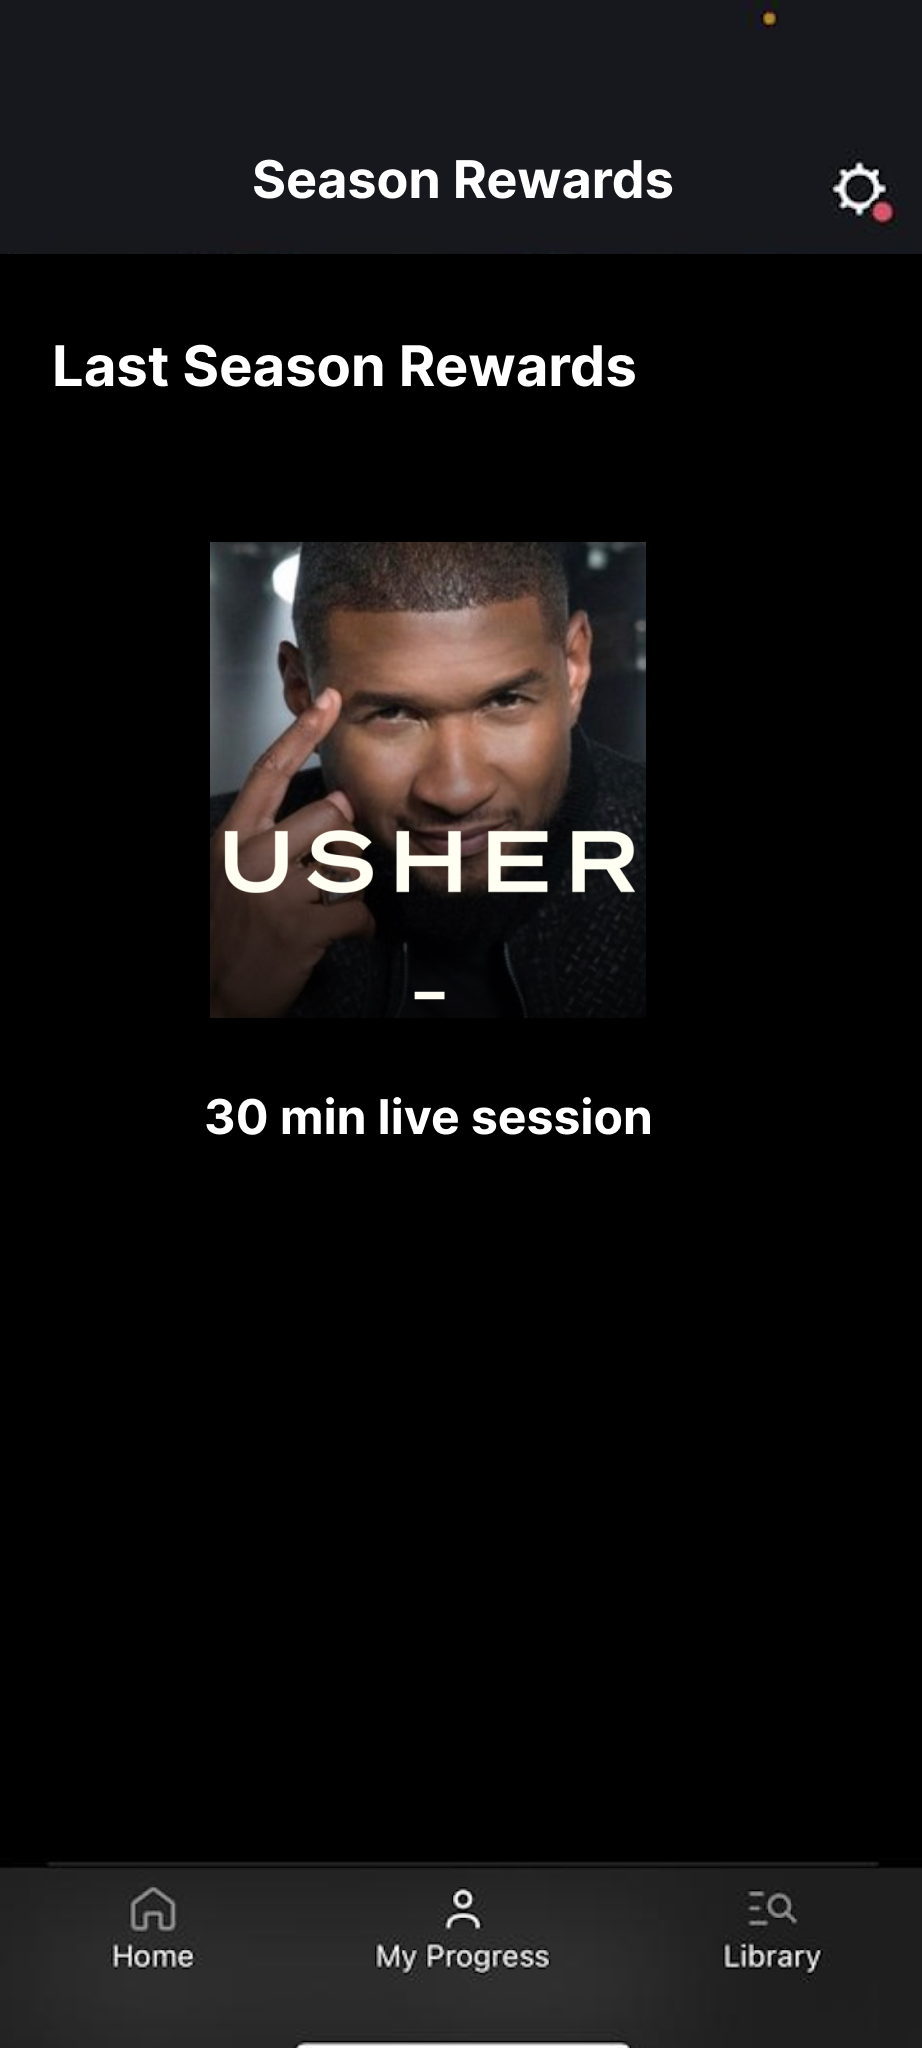 Season Rewards
Last Season Rewards
USHER
30 min live session
Home
My Progress
Library